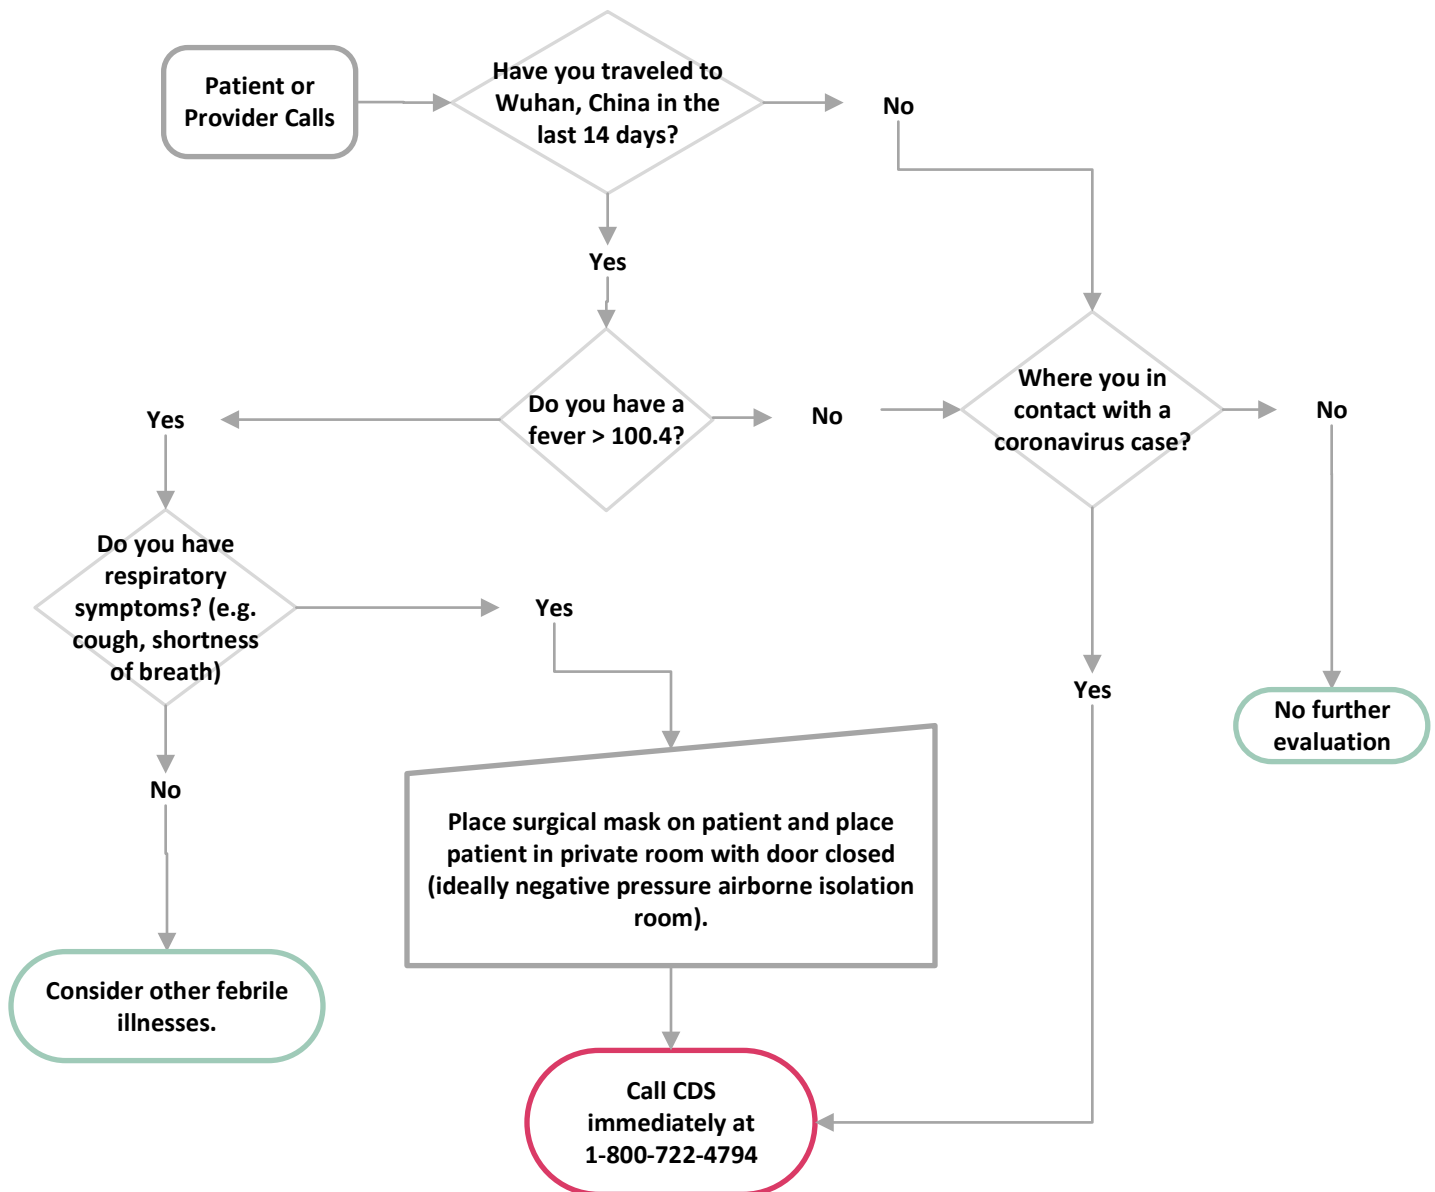 Patient or
Provider Calls
Have you traveled to
Wuhan, China in the
last 14 days?
No
Yes
Do you have a
fever > 100.4?
Yes
No
Where you in
contact with a
coronavirus case?
No
Do you have
respiratory
symptoms? (e.g.
cough, shortness
of breath)
Yes
Yes
No further
evaluation
No
Place surgical mask on patient and place
patient in private room with door closed
(ideally negative pressure airborne isolation
room).
Consider other febrile
illnesses.
Call CDS
immediately at
1-800-722-4794